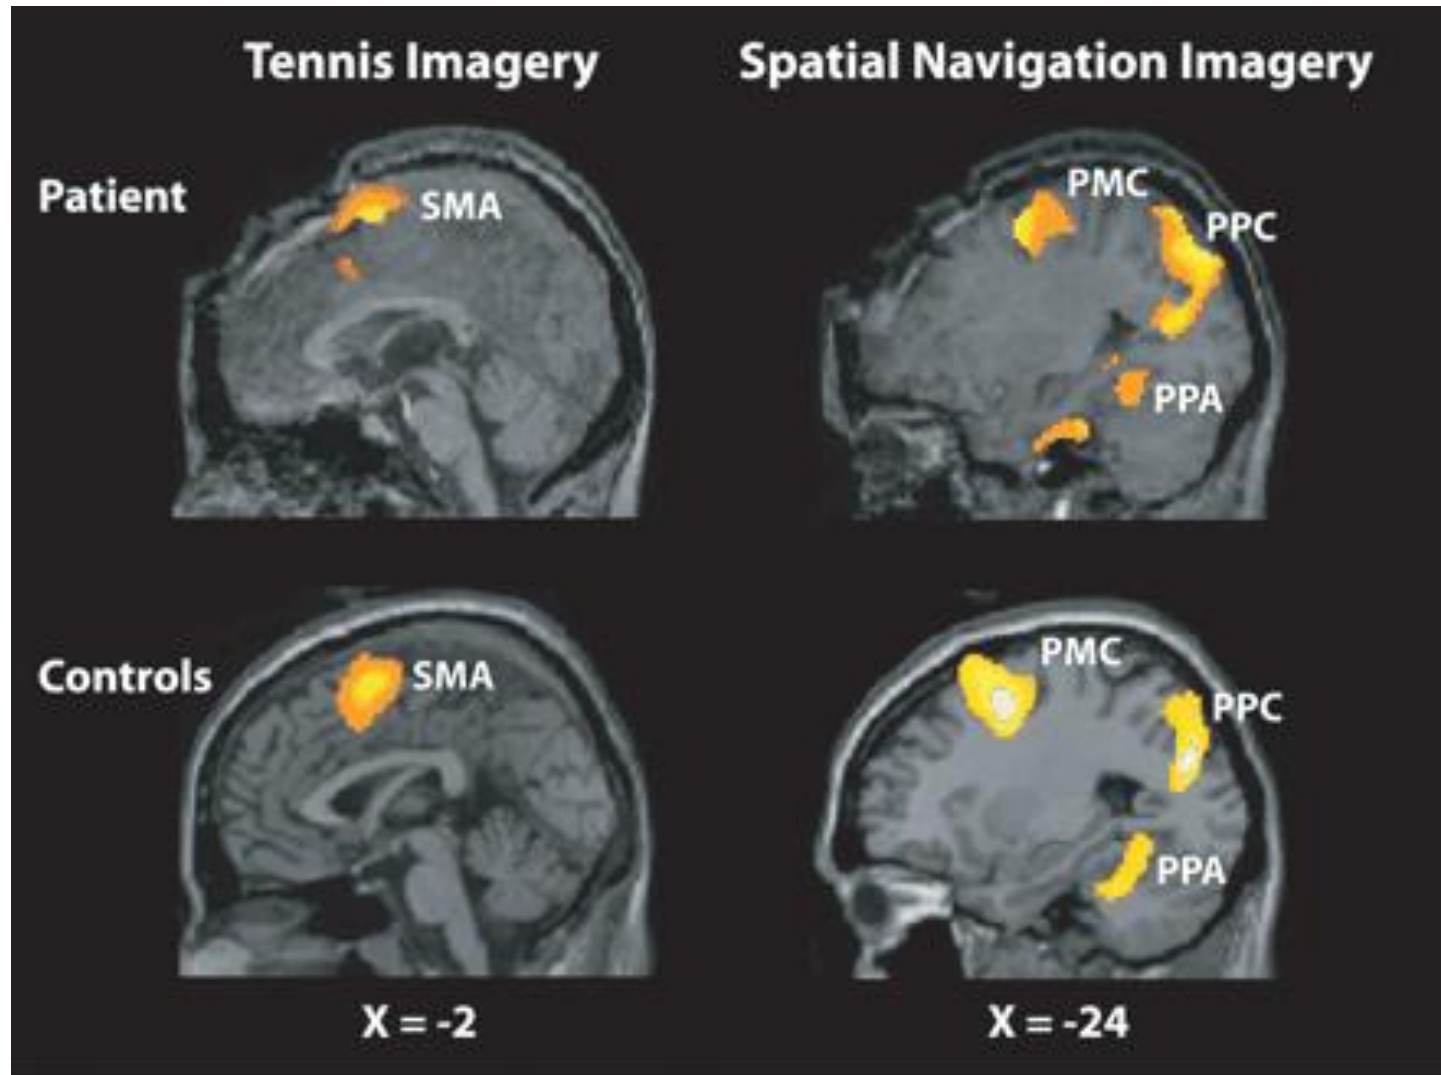 Tennis Imagery
Spatial Navigation Imagery
Patient
SMA
PMC
PPC
PPA
Controls
SMA
PMC
PPC
PPA
X = -2
X = -24